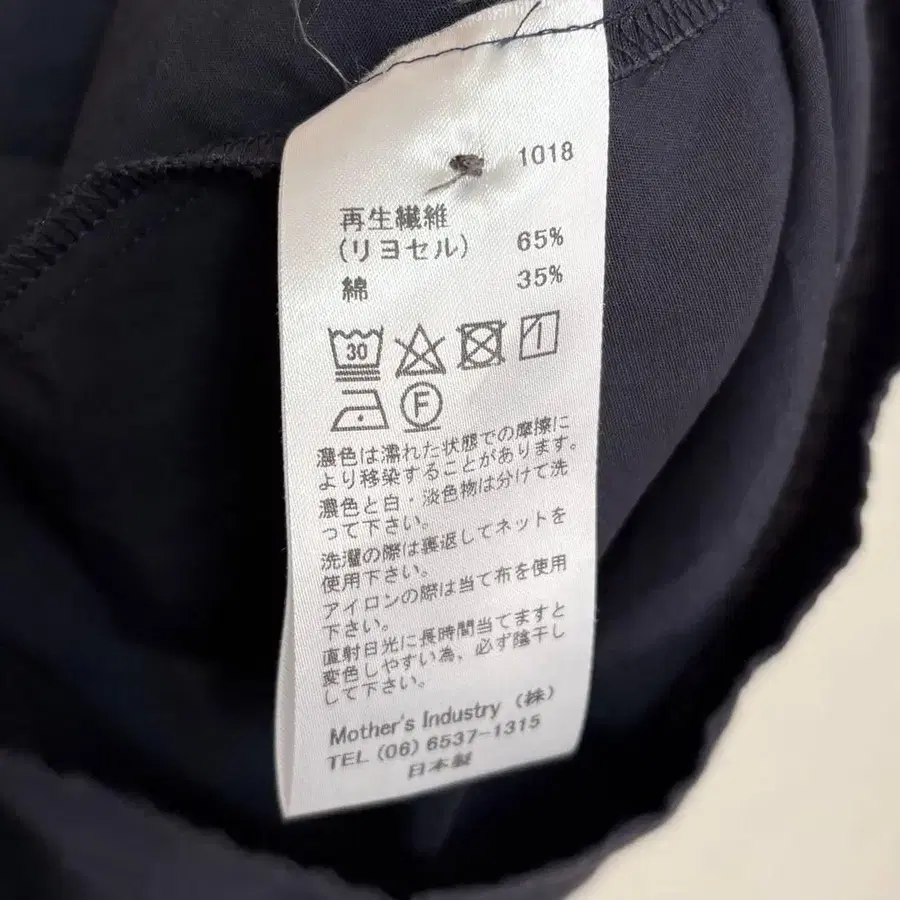 1018
再生繊維
(リヨセル) 65%
綿 35%
30
F
濃色は濡れた状態での摩擦に
より移染することがあります。
濃色と白・淡色物は分けて洗
って下さい。
洗濯の際は裏返してネットを
使用下さい。
アイロンの際は当て布を使用
下さい。
直射日光に長時間当てますと
変色しやすい為、必ず陰干し
して下さい。
Mother's Industry (株)
TEL (06) 6537-1315
日本製